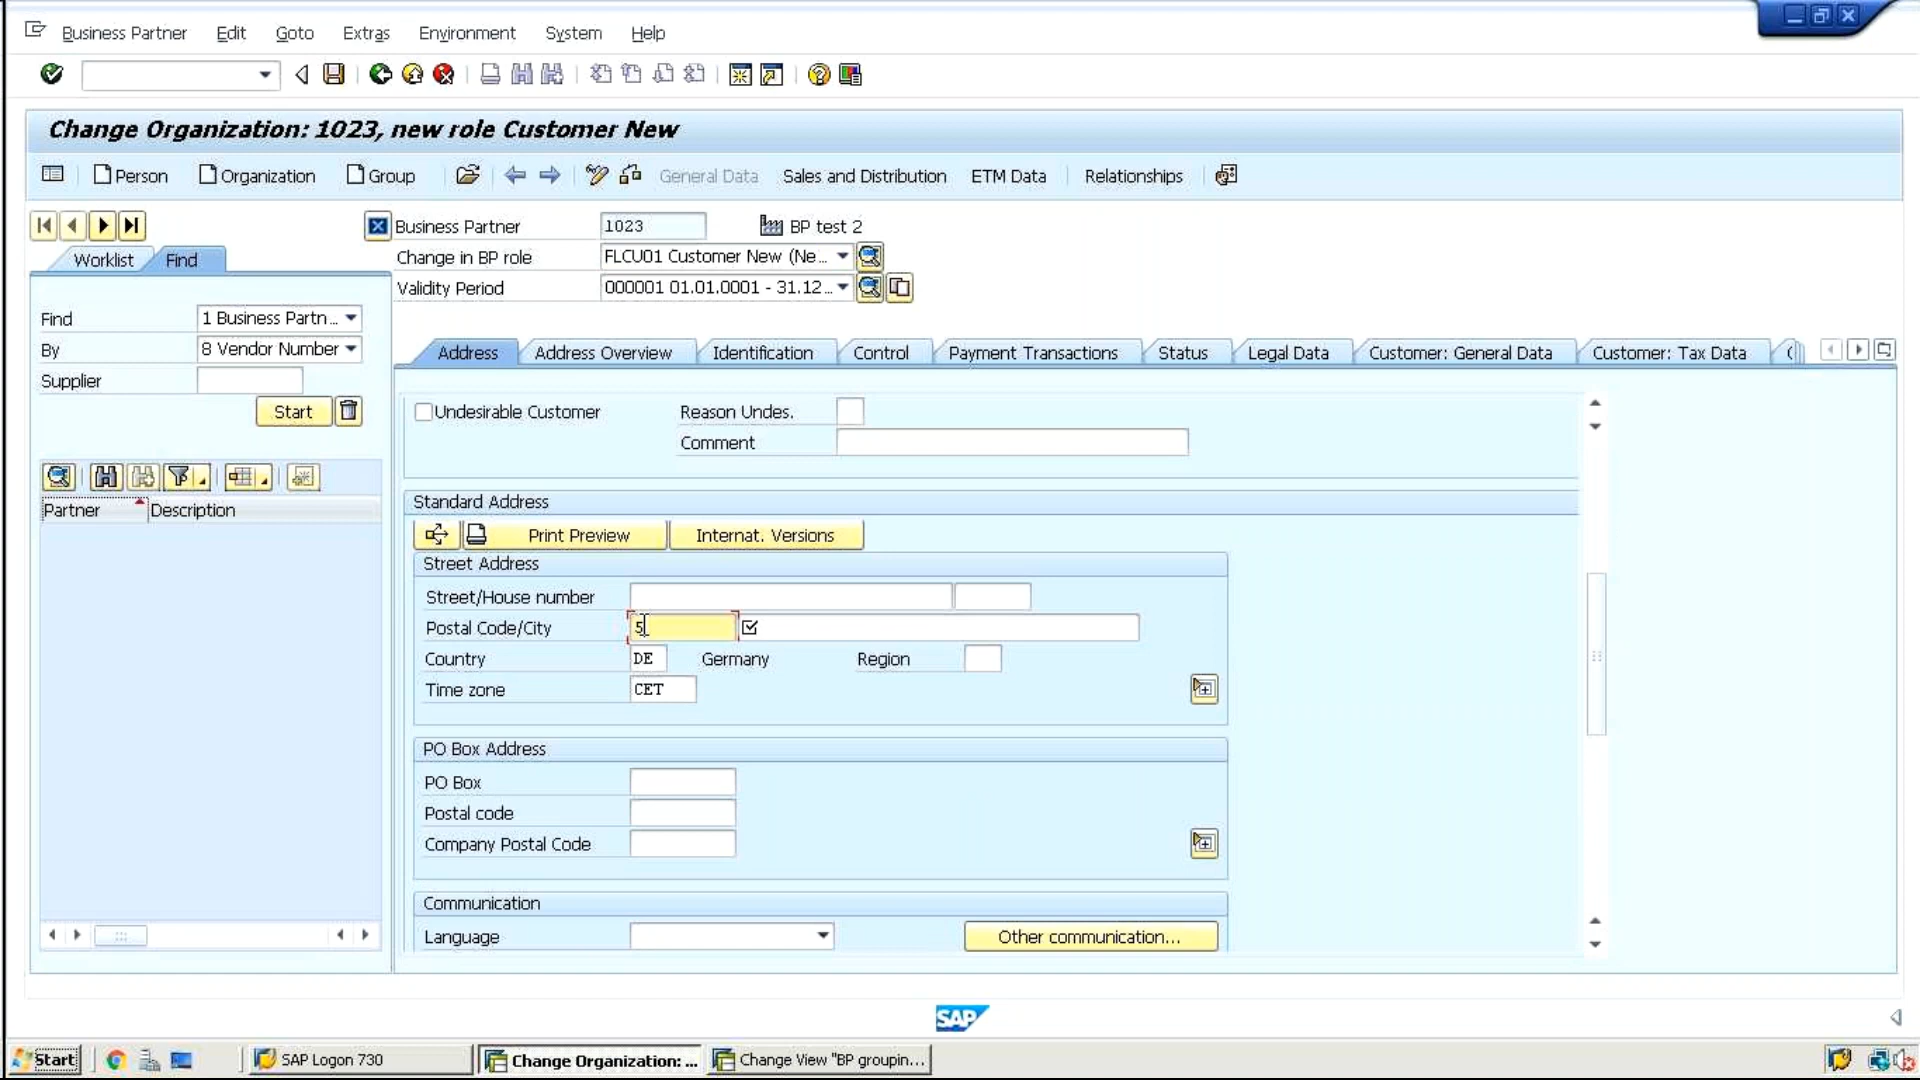 Business Partner Edit Goto Extras Environment System Help
Change Organization: 1023, new role Customer New
Person Organization Group General Data Sales and Distribution ETM Data Relationships
Business Partner 1023 BP test 2
Worklist Find
Change in BP role FLCU01 Customer New (Ne...
Validity Period 000001 01.01.0001 - 31.12...
Find 1 Business Partn...
By 8 Vendor Number
Supplier
Start
Address Address Overview Identification Control Payment Transactions Status Legal Data Customer: General Data Customer: Tax Data
Undesirable Customer Reason Undes.
Comment
Partner Description
Standard Address
Print Preview Internat. Versions
Street Address
Street/House number
Postal Code/City 5
Country DE Germany Region
Time zone CET
PO Box Address
PO Box
Postal code
Company Postal Code
Communication
Language Other communication...
SAP
Start SAP Logon 730 Change Organization: ... Change View "BP groupin...